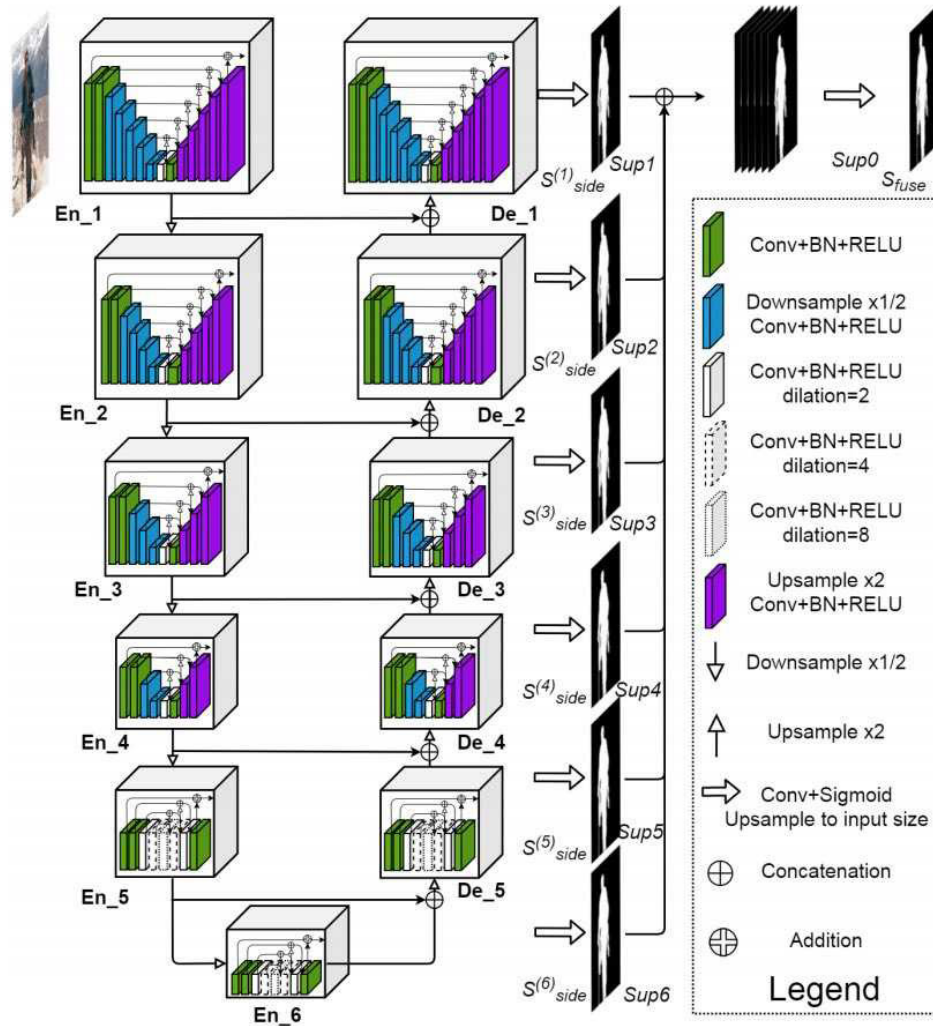 En_1
De_1
S(1)side
Sup1
Sup0
Sfuse
En_2
De_2
S(2)side
Sup2
En_3
De_3
S(3)side
Sup3
En_4
De_4
S(4)side
Sup4
En_5
De_5
S(5)side
Sup5
En_6
S(6)side
Sup6
Conv+BN+RELU
Downsample x1/2
Conv+BN+RELU
Conv+BN+RELU
dilation=2
Conv+BN+RELU
dilation=4
Conv+BN+RELU
dilation=8
Upsample x2
Conv+BN+RELU
Downsample x1/2
Upsample x2
Conv+Sigmoid
Upsample to input size
Concatenation
Addition
Legend